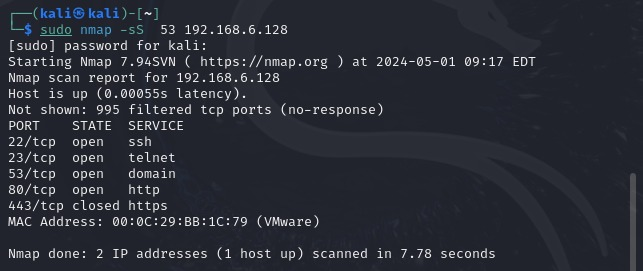 ┌──(kali㉿kali)-[~]
└─$ sudo nmap -sS  53 192.168.6.128
[sudo] password for kali:
Starting Nmap 7.94SVN ( https://nmap.org ) at 2024-05-01 09:17 EDT
Nmap scan report for 192.168.6.128
Host is up (0.00055s latency).
Not shown: 995 filtered tcp ports (no-response)
PORT    STATE  SERVICE
22/tcp  open   ssh
23/tcp  open   telnet
53/tcp  open   domain
80/tcp  open   http
443/tcp closed https
MAC Address: 00:0C:29:BB:1C:79 (VMware)

Nmap done: 2 IP addresses (1 host up) scanned in 7.78 seconds